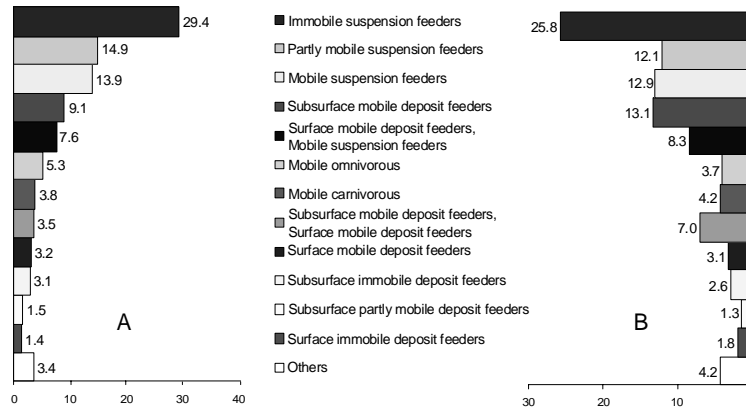 29.4
14.9
13.9
9.1
7.6
5.3
3.8
3.5
3.2
3.1
1.5
1.4
3.4
A
0 10 20 30 40
Immobile suspension feeders
Partly mobile suspension feeders
Mobile suspension feeders
Subsurface mobile deposit feeders
Surface mobile deposit feeders,
Mobile suspension feeders
Mobile omnivorous
Mobile carnivorous
Subsurface mobile deposit feeders,
Surface mobile deposit feeders
Surface mobile deposit feeders
Subsurface immobile deposit feeders
Subsurface partly mobile deposit feeders
Surface immobile deposit feeders
Others
25.8
12.1
12.9
13.1
8.3
3.7
4.2
7.0
3.1
2.6
1.3
1.8
4.2
B
30 20 10